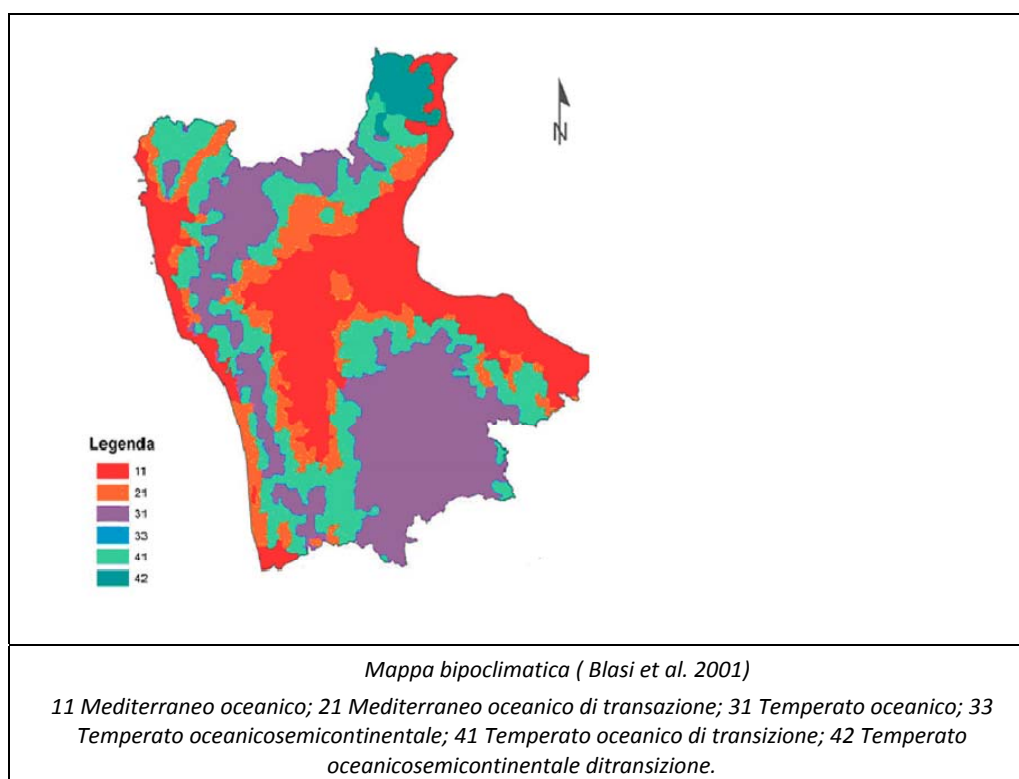 N
Legenda
11
21
31
33
41
42
Mappa bipoclimatica ( Blasi et al. 2001)
11 Mediterraneo oceanico; 21 Mediterraneo oceanico di transazione; 31 Temperato oceanico; 33
Temperato oceanicosemicontinentale; 41 Temperato oceanico di transizione; 42 Temperato
oceanicosemicontinentale ditransizione.